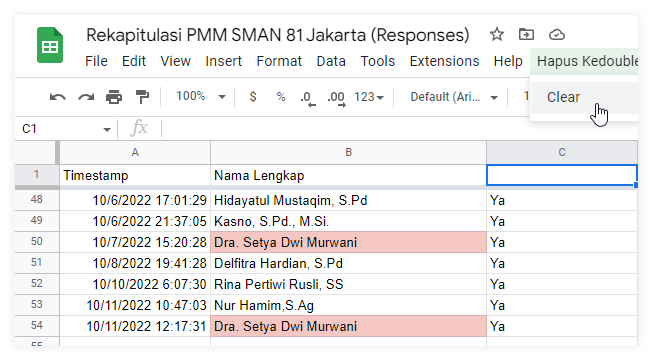 Rekapitulasi PMM SMAN 81 Jakarta (Responses)
File Edit View Insert Format Data Tools Extensions Help Hapus Kedouble
100% $ % .0 .00 123 Default (Ari...
Clear
C1 fx
A B C
1 Timestamp Nama Lengkap
48 10/6/2022 17:01:29 Hidayatul Mustaqim, S.Pd Ya
49 10/6/2022 21:37:05 Kasno, S.Pd., M.Si. Ya
50 10/7/2022 15:20:28 Dra. Setya Dwi Murwani Ya
51 10/8/2022 19:41:28 Delfitra Hardian, S.Pd Ya
52 10/10/2022 6:07:30 Rina Pertiwi Rusli, SS Ya
53 10/11/2022 10:47:03 Nur Hamim,S.Ag Ya
54 10/11/2022 12:17:31 Dra. Setya Dwi Murwani Ya